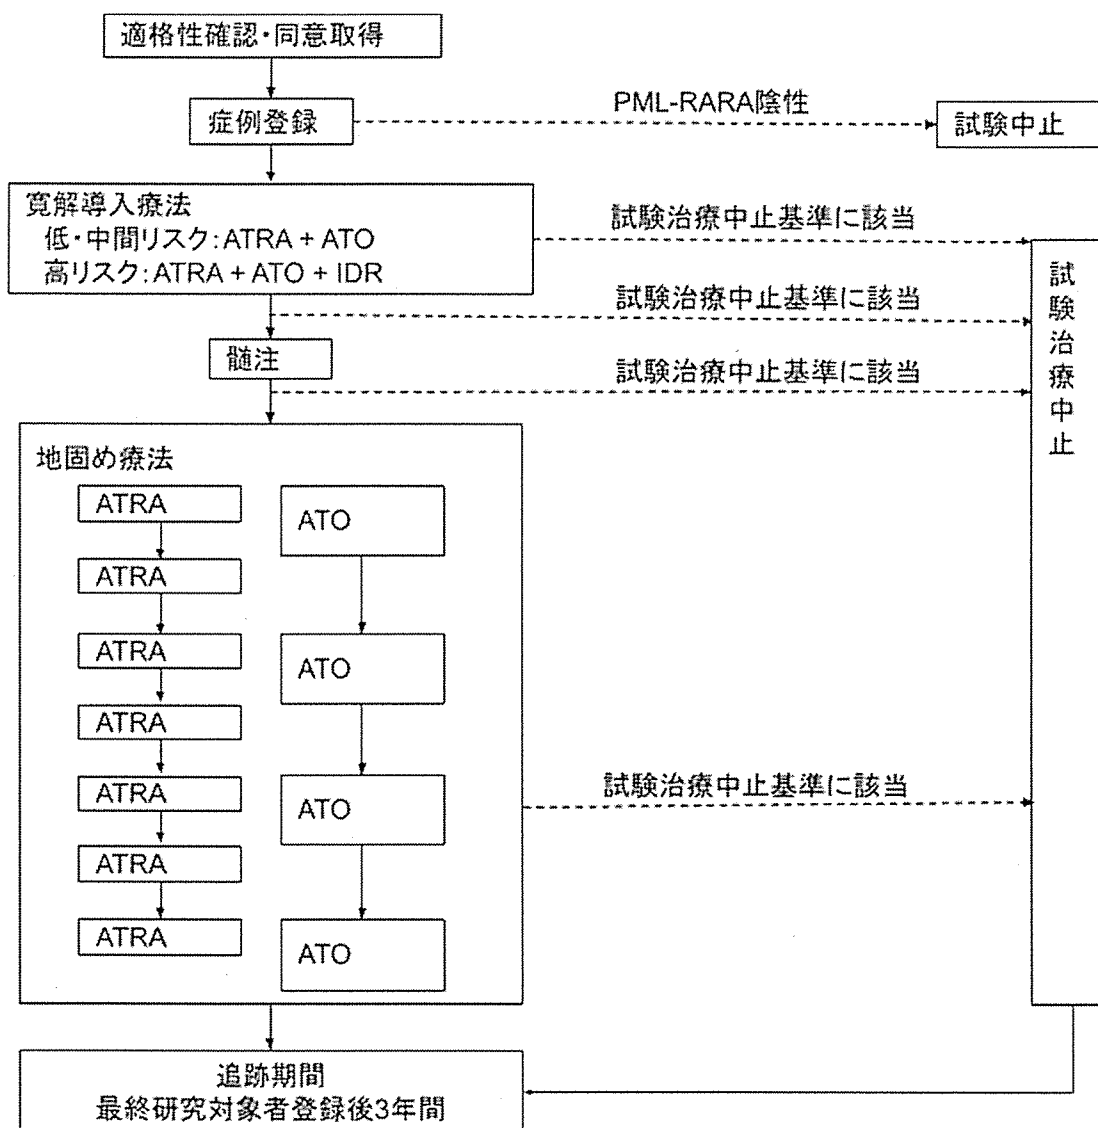 適格性確認・同意取得
症例登録
PML-RARA陰性
試験中止
寛解導入療法
低・中間リスク:ATRA + ATO
高リスク:ATRA + ATO + IDR
試験治療中止基準に該当
試験治療中止基準に該当
髄注
試験治療中止基準に該当
試験治療中止
地固め療法
ATRA
ATRA
ATRA
ATRA
ATRA
ATRA
ATRA
ATO
ATO
ATO
ATO
試験治療中止基準に該当
追跡期間
最終研究対象者登録後3年間